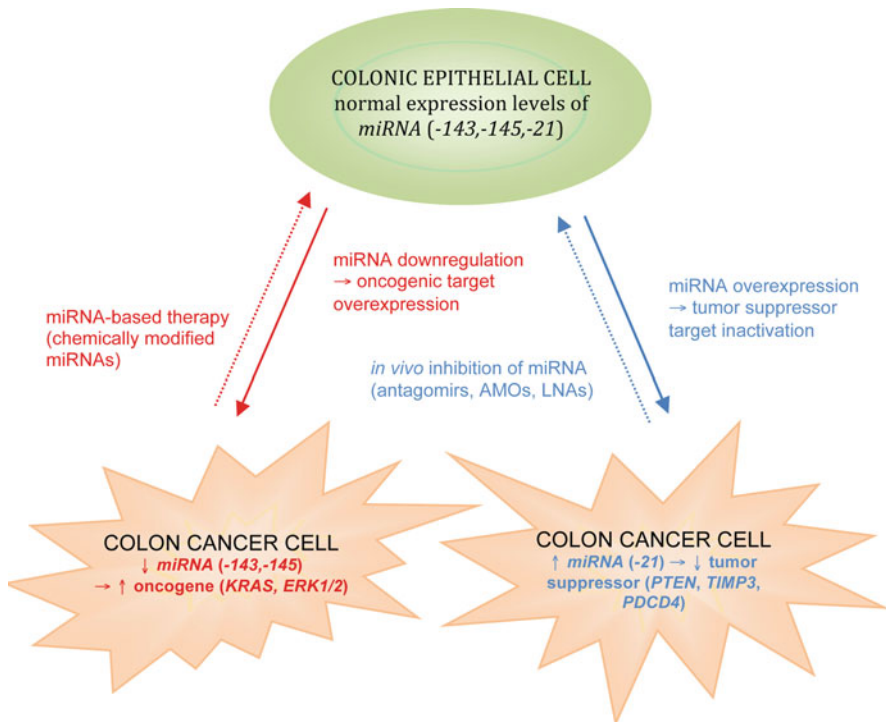 COLONIC EPITHELIAL CELL
normal expression levels of
miRNA (-143,-145,-21)
miRNA downregulation
→ oncogenic target
overexpression
miRNA-based therapy
(chemically modified
miRNAs)
miRNA overexpression
→ tumor suppressor
target inactivation
in vivo inhibition of miRNA
(antagomirs, AMOs, LNAs)
COLON CANCER CELL
↓ miRNA (-143,-145)
→ ↑ oncogene (KRAS, ERK1/2)
COLON CANCER CELL
↑ miRNA (-21) → ↓ tumor
suppressor (PTEN, TIMP3,
PDCD4)